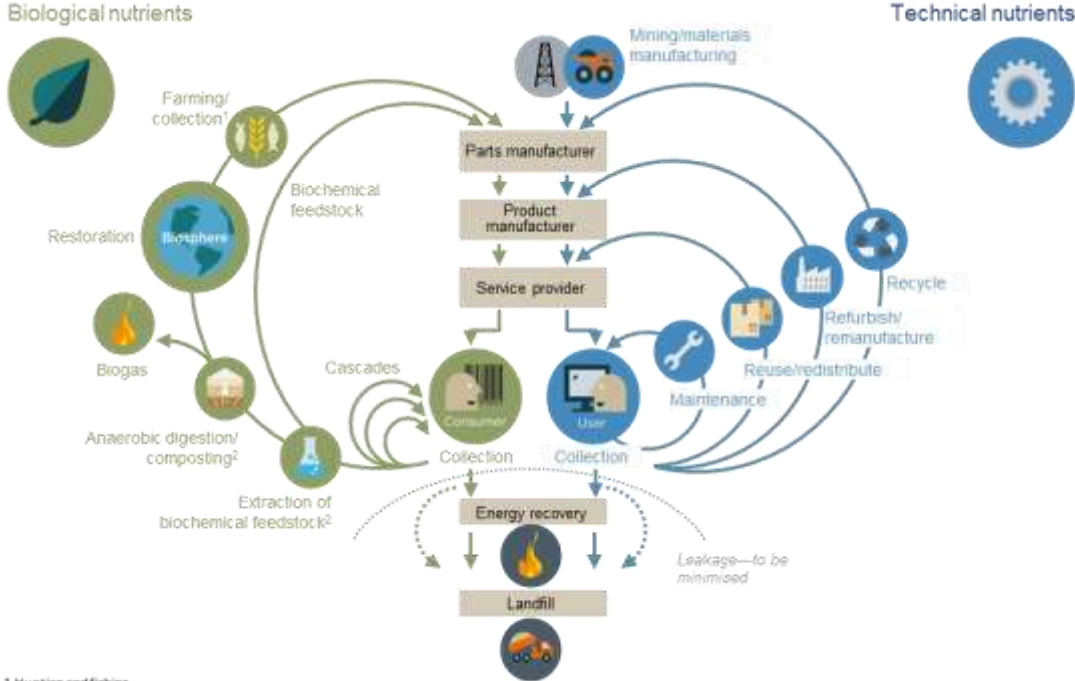 Biological nutrients
Technical nutrients
Mining/materials
manufacturing
Farming/
collection¹
Parts manufacturer
Biochemical
feedstock
Product
manufacturer
Restoration
Biosphere
Service provider
Recycle
Refurbish/
remanufacture
Biogas
Cascades
Reuse/redistribute
Maintenance
Consumer
User
Anaerobic digestion/
composting²
Collection
Collection
Extraction of
biochemical feedstock²
Energy recovery
Leakage—to be
minimised
Landfill